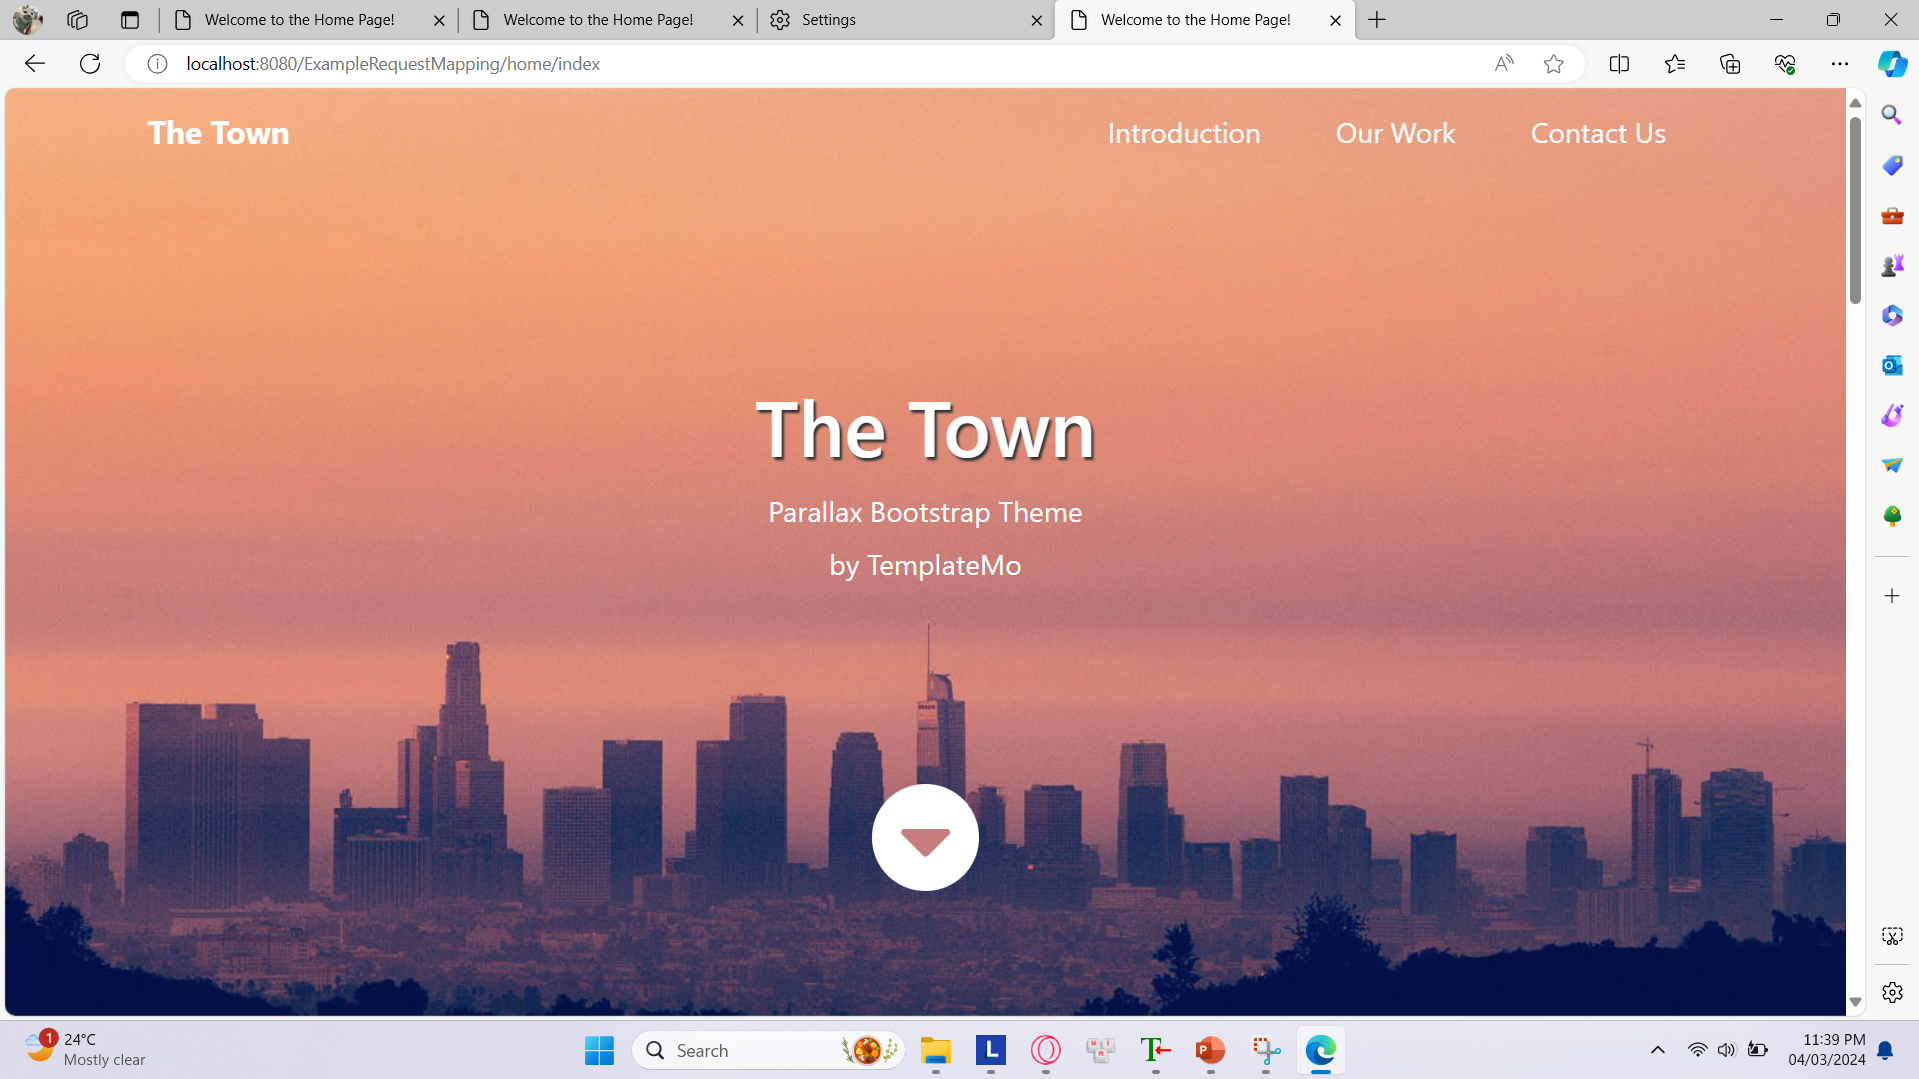 Welcome to the Home Page!
Welcome to the Home Page!
Settings
Welcome to the Home Page!
localhost:8080/ExampleRequestMapping/home/index
The Town
Introduction
Our Work
Contact Us
The Town
Parallax Bootstrap Theme
by TemplateMo
1
24°C
Mostly clear
Search
L
T
P
11:39 PM
04/03/2024